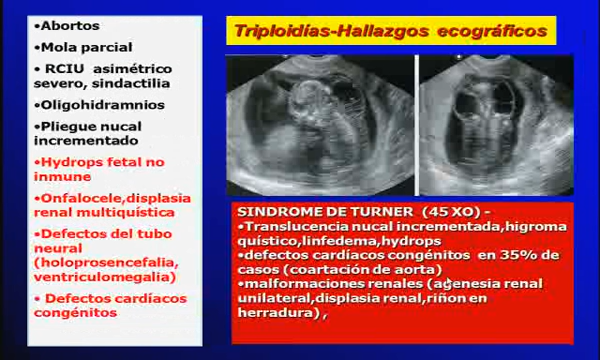 •Abortos
•Mola parcial
• RCIU  asimétrico
severo, sindactilia
•Oligohidramnios
•Pliegue nucal
incrementado
•Hydrops fetal no
inmune
•Onfalocele,displasia
renal multiquística
•Defectos del tubo
neural
(holoprosencefalia,
ventriculomegalia)
• Defectos cardíacos
congénitos
Triploidías-Hallazgos ecográficos
SINDROME DE TURNER  (45 XO) -
•Translucencia nucal incrementada,higroma
quístico,linfedema,hydrops
•defectos cardíacos congénitos  en 35% de
casos (coartación de aorta)
•malformaciones renales (agenesia renal
unilateral,displasia renal,riñon en
herradura) ,